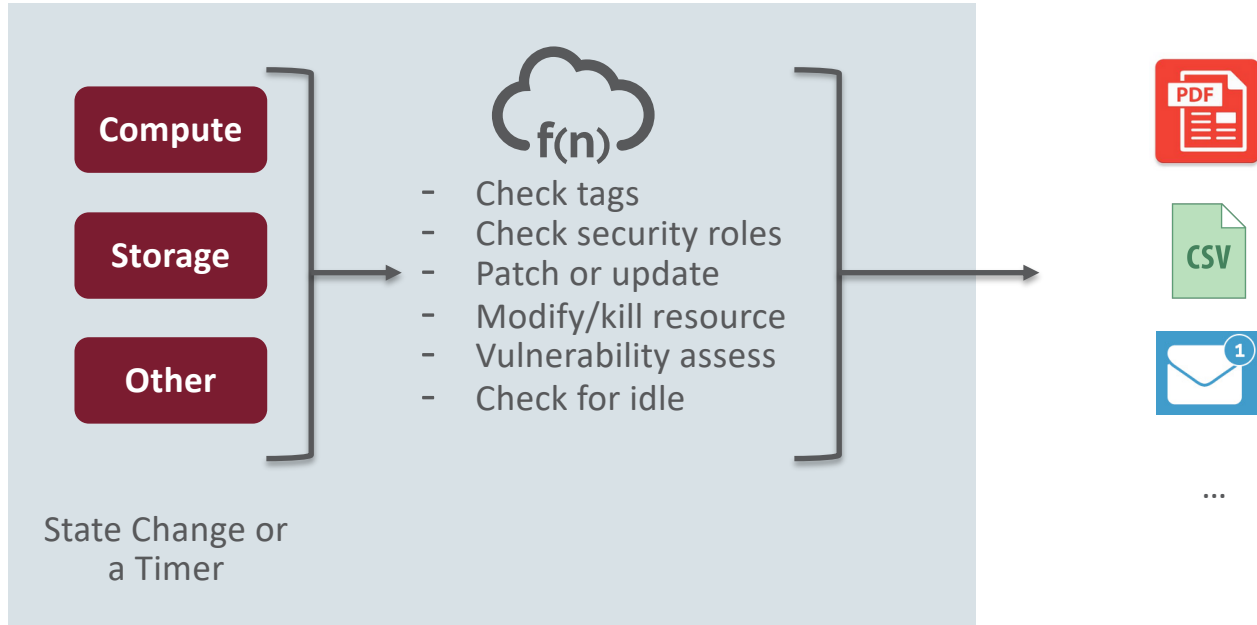 Compute
Storage
Other
State Change or
a Timer
f(n)
- Check tags
- Check security roles
- Patch or update
- Modify/kill resource
- Vulnerability assess
- Check for idle
PDF
CSV
1
...